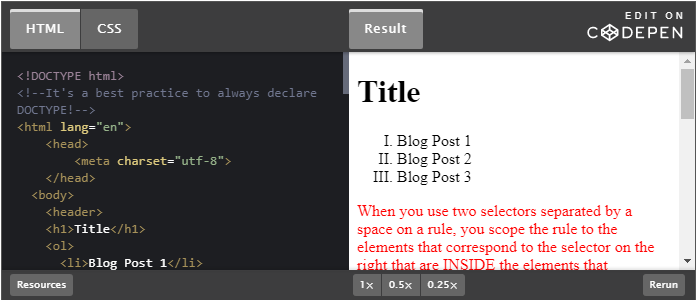 HTML CSS Result EDIT ON
CODEPEN
<!DOCTYPE html>
<!--It's a best practice to always declare
DOCTYPE!-->
<html lang="en">
<head>
<meta charset="utf-8">
</head>
<body>
<header>
<h1>Title</h1>
<ol>
<li>Blog Post 1</li>
Title
I. Blog Post 1
II. Blog Post 2
III. Blog Post 3
When you use two selectors separated by a
space on a rule, you scope the rule to the
elements that correspond to the selector on the
right that are INSIDE the elements that
Resources 1× 0.5× 0.25× Rerun